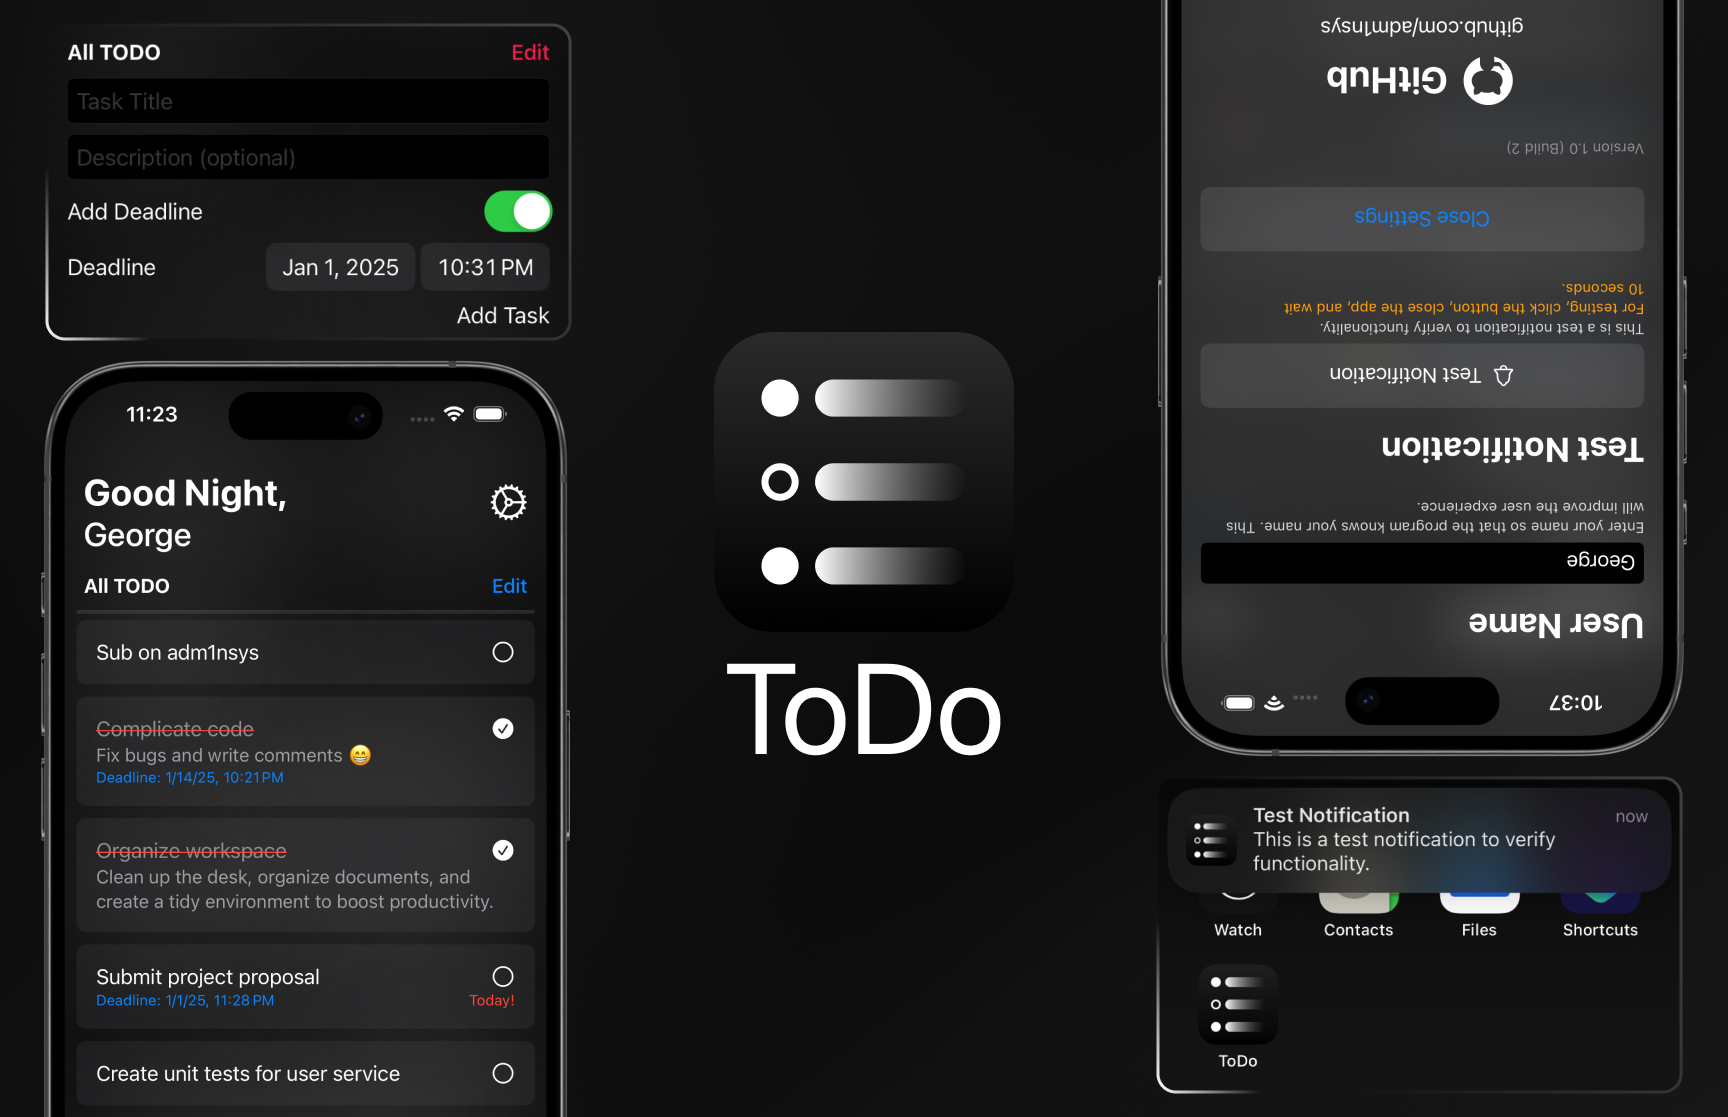 All TODO
Edit
Task Title
Description (optional)
Add Deadline
Deadline
Jan 1, 2025
10:31 PM
Add Task
11:23
Good Night,
George
All TODO
Edit
Sub on adm1nsys
Complicate code
Fix bugs and write comments 😁
Deadline: 1/14/25, 10:21 PM
Organize workspace
Clean up the desk, organize documents, and
create a tidy environment to boost productivity.
Submit project proposal
Deadline: 1/1/25, 11:28 PM
Today!
Create unit tests for user service
ToDo
10:37
User Name
George
Enter your name so that the program knows your name. This
will improve the user experience.
Test Notification
Test Notification
This is a test notification to verify functionality.
For testing, click the button, close the app, and wait
10 seconds.
Close Settings
Version 1.0 (Build 2)
GitHub
github.com/adm1nsys
Test Notification
now
This is a test notification to verify
functionality.
Watch
Contacts
Files
Shortcuts
ToDo